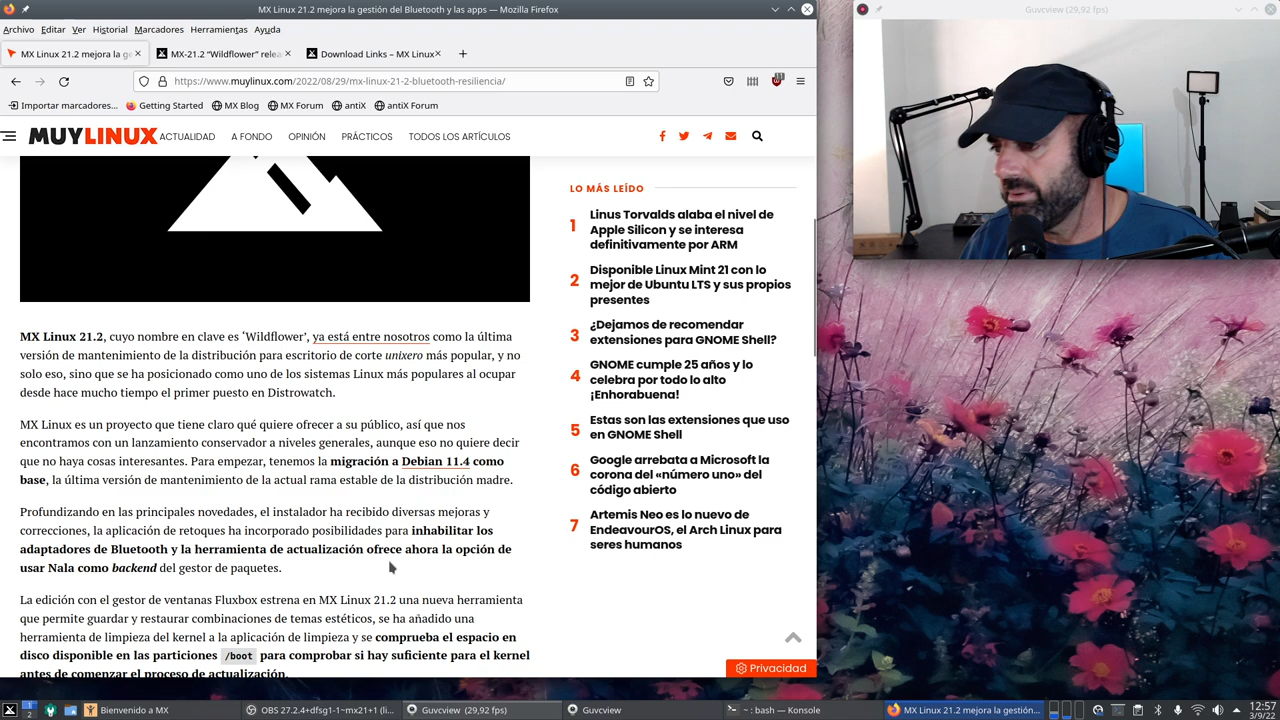 MX Linux 21.2 mejora la gestión del Bluetooth y las apps — Mozilla Firefox
Archivo Editar Ver Historial Marcadores Herramientas Ayuda
MX Linux 21.2 mejora la ge
MX-21.2 “Wildflower” relea
Download Links – MX Linux
https://www.muylinux.com/2022/08/29/mx-linux-21-2-bluetooth-resiliencia/
Importar marcadores... Getting Started MX Blog MX Forum antiX antiX Forum
MUYLINUX ACTUALIDAD A FONDO OPINIÓN PRÁCTICOS TODOS LOS ARTÍCULOS
MX Linux 21.2, cuyo nombre en clave es ‘Wildflower’, ya está entre nosotros como la última
versión de mantenimiento de la distribución para escritorio de corte unixero más popular, y no
solo eso, sino que se ha posicionado como uno de los sistemas Linux más populares al ocupar
desde hace mucho tiempo el primer puesto en Distrowatch.
MX Linux es un proyecto que tiene claro qué quiere ofrecer a su público, así que nos
encontramos con un lanzamiento conservador a niveles generales, aunque eso no quiere decir
que no haya cosas interesantes. Para empezar, tenemos la migración a Debian 11.4 como
base, la última versión de mantenimiento de la actual rama estable de la distribución madre.
Profundizando en las principales novedades, el instalador ha recibido diversas mejoras y
correcciones, la aplicación de retoques ha incorporado posibilidades para inhabilitar los
adaptadores de Bluetooth y la herramienta de actualización ofrece ahora la opción de
usar Nala como backend del gestor de paquetes.
La edición con el gestor de ventanas Fluxbox estrena en MX Linux 21.2 una nueva herramienta
que permite guardar y restaurar combinaciones de temas estéticos, se ha añadido una
herramienta de limpieza del kernel a la aplicación de limpieza y se comprueba el espacio en
disco disponible en las particiones /boot para comprobar si hay suficiente para el kernel
antes de comenzar el proceso de actualización.
LO MÁS LEÍDO
1 Linus Torvalds alaba el nivel de
Apple Silicon y se interesa
definitivamente por ARM
2 Disponible Linux Mint 21 con lo
mejor de Ubuntu LTS y sus propios
presentes
3 ¿Dejamos de recomendar
extensiones para GNOME Shell?
4 GNOME cumple 25 años y lo
celebra por todo lo alto
¡Enhorabuena!
5 Estas son las extensiones que uso
en GNOME Shell
6 Google arrebata a Microsoft la
corona del «número uno» del
código abierto
7 Artemis Neo es lo nuevo de
EndeavourOS, el Arch Linux para
seres humanos
Privacidad
Guvcview (29,92 fps)
1
2
Bienvenido a MX
OBS 27.2.4+dfsg1-1~mx21+1 (li...
Guvcview (29,92 fps)
Guvcview
~ : bash — Konsole
MX Linux 21.2 mejora la gestión...
12:57
3/9/22